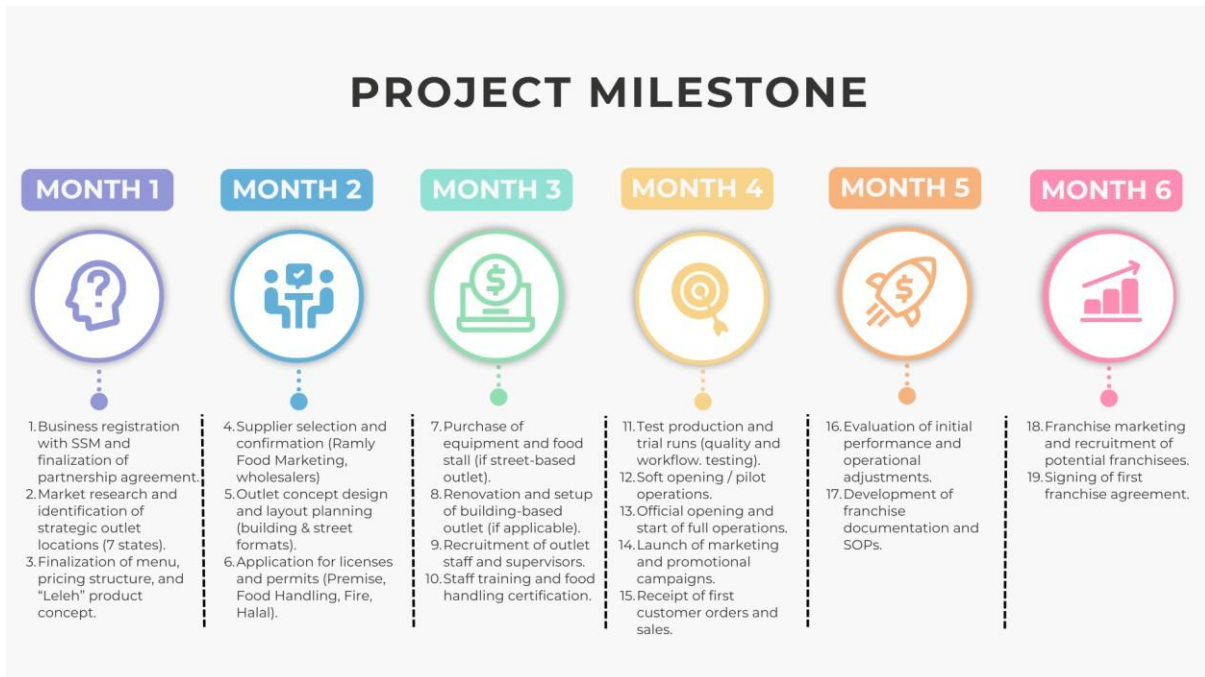 PROJECT MILESTONE
MONTH 1
1. Business registration
with SSM and
finalization of
partnership agreement.
2. Market research and
identification of
strategic outlet
locations (7 states).
3. Finalization of menu,
pricing structure, and
“Leleh” product
concept.
MONTH 2
4. Supplier selection and
confirmation (Ramly
Food Marketing,
wholesalers)
5. Outlet concept design
and layout planning
(building & street
formats).
6. Application for licenses
and permits (Premise,
Food Handling, Fire,
Halal).
MONTH 3
7. Purchase of
equipment and food
stall (if street-based
outlet).
8. Renovation and setup
of building-based
outlet (if applicable).
9. Recruitment of outlet
staff and supervisors.
10. Staff training and food
handling certification.
MONTH 4
11. Test production and
trial runs (quality and
workflow. testing).
12. Soft opening / pilot
operations.
13. Official opening and
start of full operations.
14. Launch of marketing
and promotional
campaigns.
15. Receipt of first
customer orders and
sales.
MONTH 5
16. Evaluation of initial
performance and
operational
adjustments.
17. Development of
franchise
documentation and
SOPs.
MONTH 6
18. Franchise marketing
and recruitment of
potential franchisees.
19. Signing of first
franchise agreement.